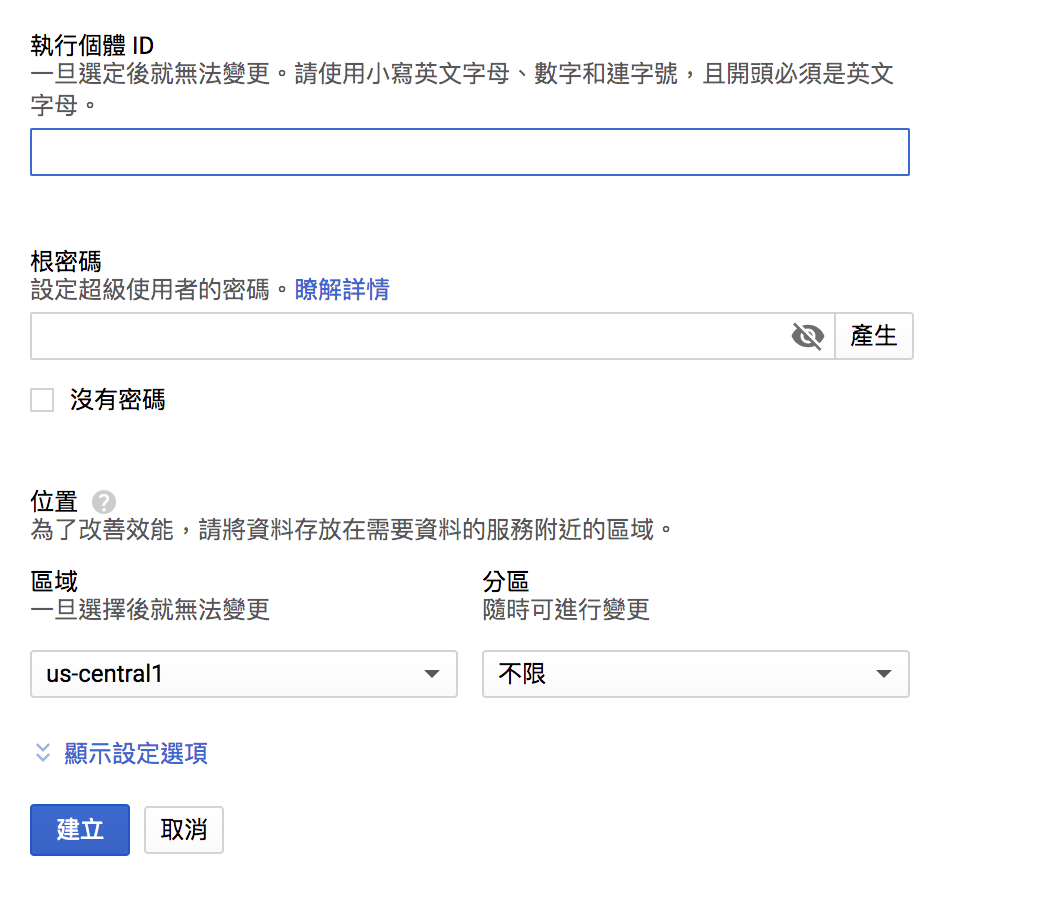 執行個體 ID
一旦選定後就無法變更。請使用小寫英文字母、數字和連字號，且開頭必須是英文
字母。
根密碼
設定超級使用者的密碼。瞭解詳情
產生
沒有密碼
位置 ?
為了改善效能，請將資料存放在需要資料的服務附近的區域。
區域
一旦選擇後就無法變更
分區
隨時可進行變更
us-central1
不限
顯示設定選項
建立
取消